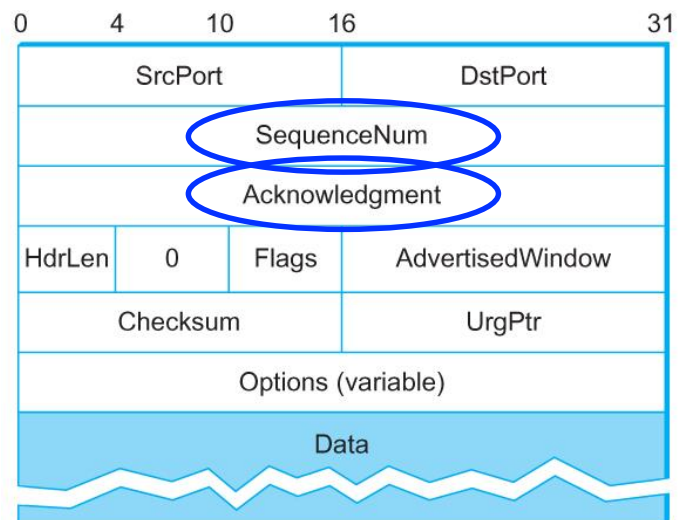 0 4 10 16 31
SrcPort DstPort
SequenceNum
Acknowledgment
HdrLen 0 Flags AdvertisedWindow
Checksum UrgPtr
Options (variable)
Data